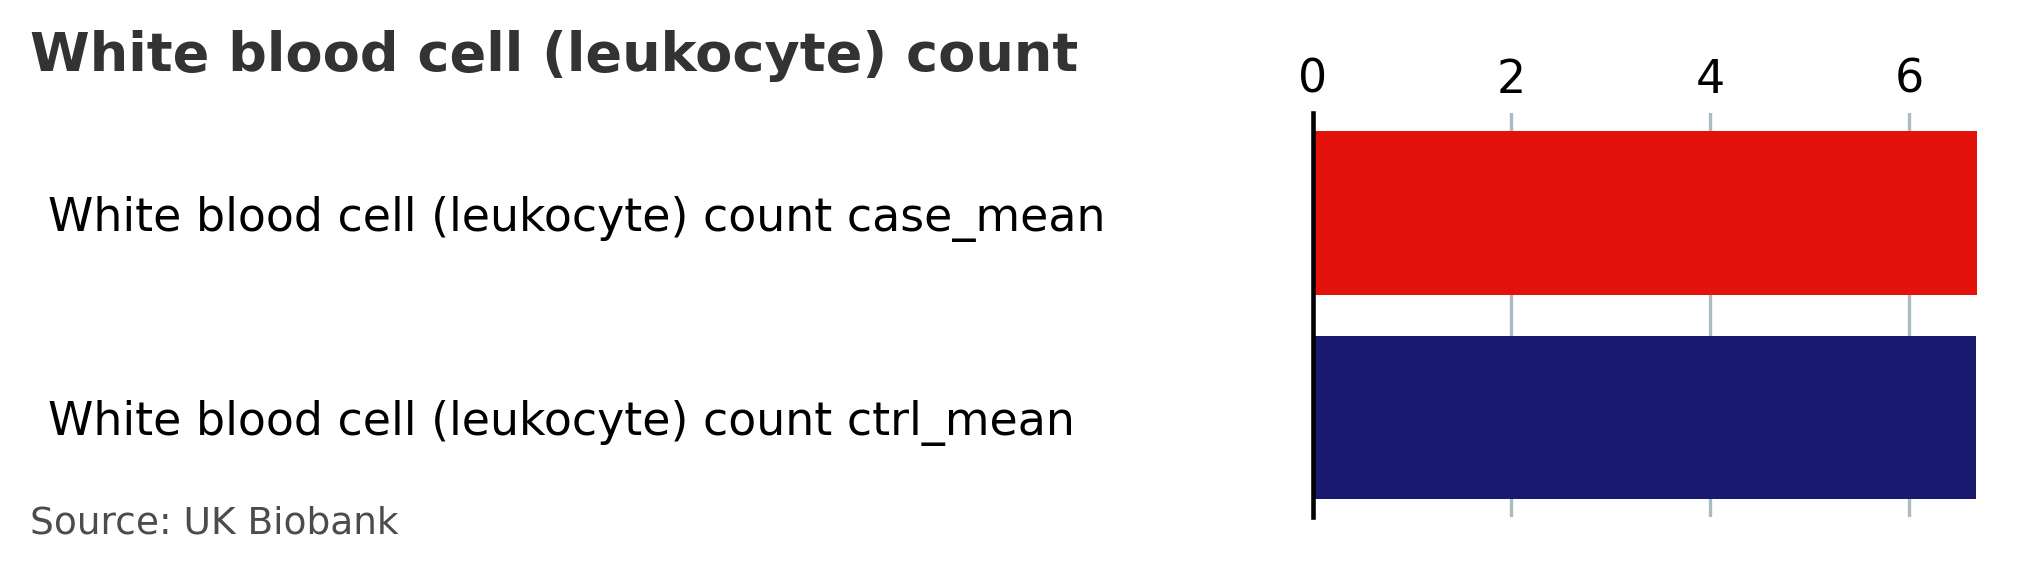 White blood cell (leukocyte) count
0 2 4 6
White blood cell (leukocyte) count case_mean
White blood cell (leukocyte) count ctrl_mean
Source: UK Biobank